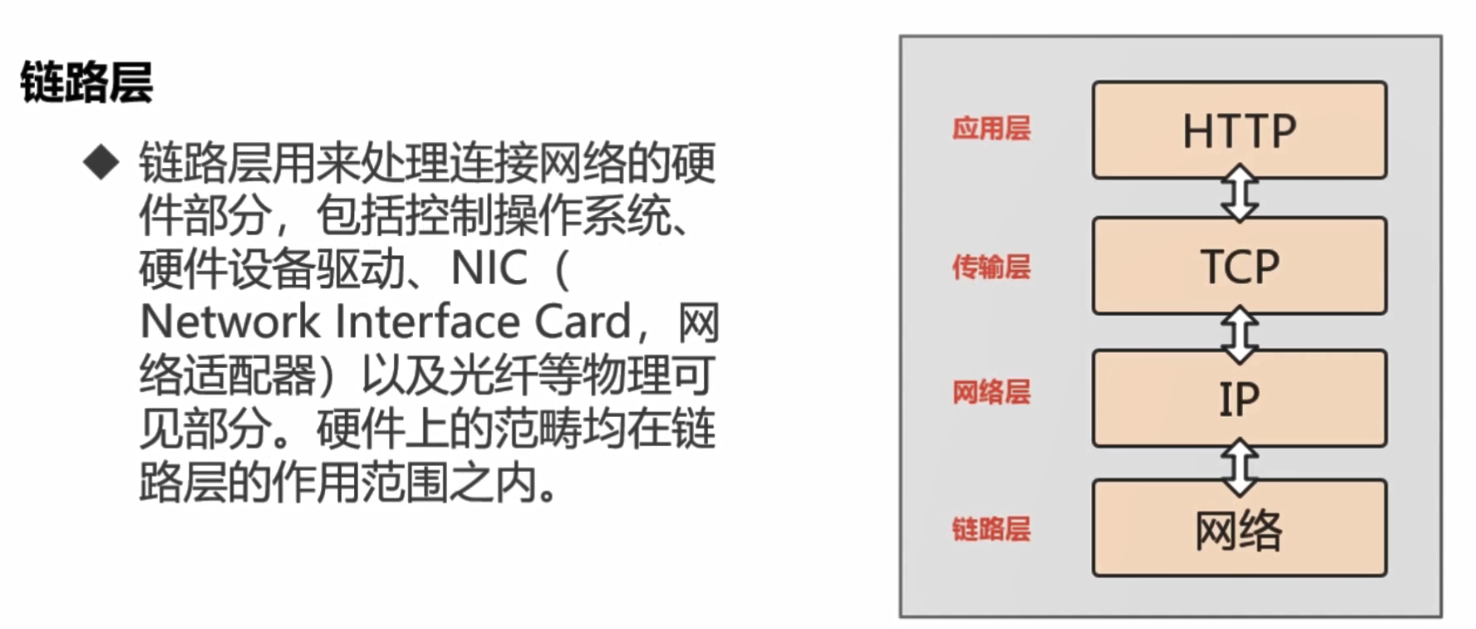 链路层
◆ 链路层用来处理连接网络的硬
件部分，包括控制操作系统、
硬件设备驱动、NIC（
Network Interface Card，网
络适配器）以及光纤等物理可
见部分。硬件上的范畴均在链
路层的作用范围之内。
应用层 HTTP
传输层 TCP
网络层 IP
链路层 网络